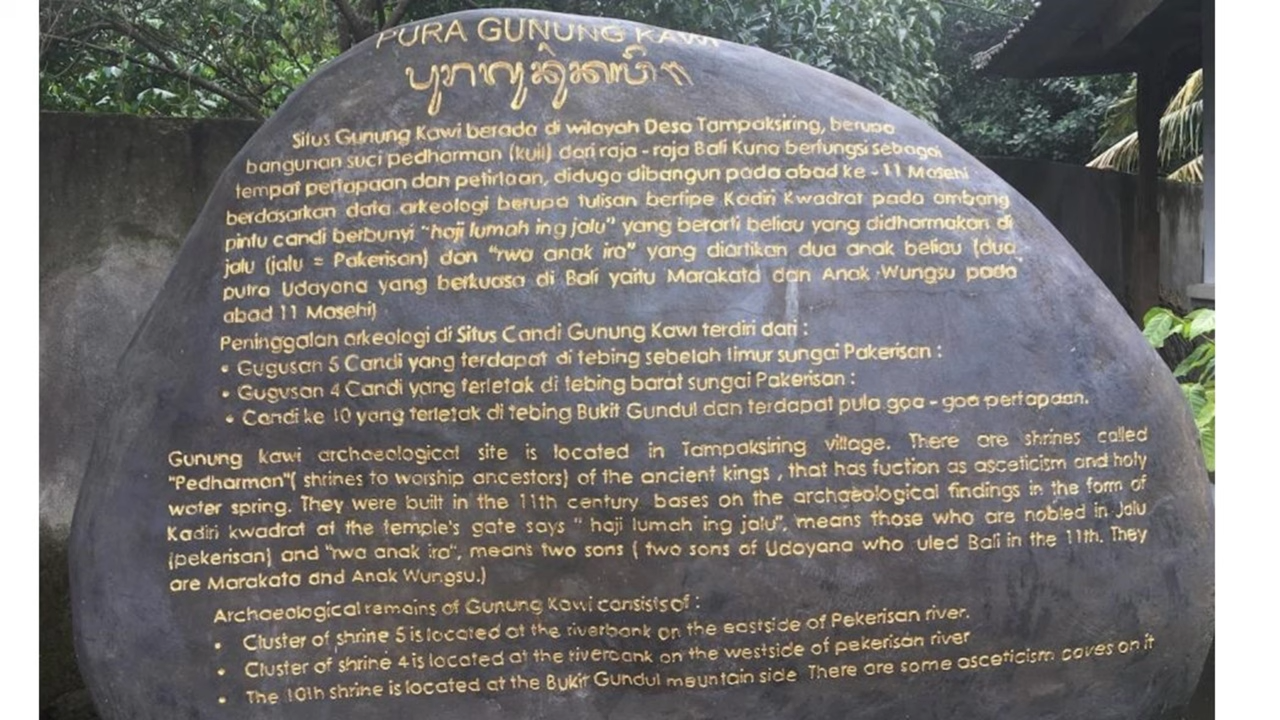 PURA GUNUNG KAWI
Situs Gunung Kawi berada di wilayah Desa Tampaksiring, berupa
bangunan suci pedharman (kuil) dari raja - raja Bali Kuna berfungsi sebagai
tempat pertapaan dan petirtaan, diduga dibangun pada abad ke - 11 Masehi
berdasarkan data arkeologi berupa tulisan bertipe Kadiri Kwadrat pada ambang
pintu candi berbunyi "haji lumah ing jalu" yang berarti beliau yang didharmakan di
jalu (jalu = Pakerisan) dan "rwa anak ira" yang diartikan dua anak beliau (dua
putra Udayana yang berkuasa di Bali yaitu Marakata dan Anak Wungsu pada
abad 11 Masehi)
Peninggalan arkeologi di Situs Candi Gunung Kawi terdiri dari :
• Gugusan 5 Candi yang terdapat di tebing sebelah timur sungai Pakerisan :
• Gugusan 4 Candi yang terletak di tebing barat sungai Pakerisan :
• Candi ke 10 yang terletak di tebing Bukit Gundul dan terdapat pula goa - goa pertapaan.
Gunung kawi archaeological site is located in Tampaksiring village. There are shrines called
"Pedharman"( shrines to worship ancestors) of the ancient kings , that has fuction as asceticism and holy
water spring. They were built in the 11th century bases on the archaeological findings in the form of
Kadiri kwadrat at the temple's gate says " haji lumah ing jalu", means those who are nobled in Jalu
(pekerisan) and "rwa anak ira", means two sons ( two sons of Udayana who uled Bali in the 11th. They
are Marakata and Anak Wungsu.)
Archaeological remains of Gunung Kawi consists of :
• Cluster of shrine 5 is located at the riverbank on the eastside of Pekerisan river.
• Cluster of shrine 4 is located at the riverbank on the westside of pekerisan river
• The 10th shrine is located at the Bukit Gundul mountain side There are some asceticism caves on it